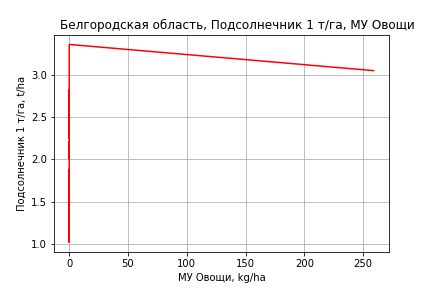 Белгородская область, Подсолнечник 1 т/га, МУ Овощи
Подсолнечник 1 т/га, t/ha
3.0
2.5
2.0
1.5
1.0
0 50 100 150 200 250
МУ Овощи, kg/ha